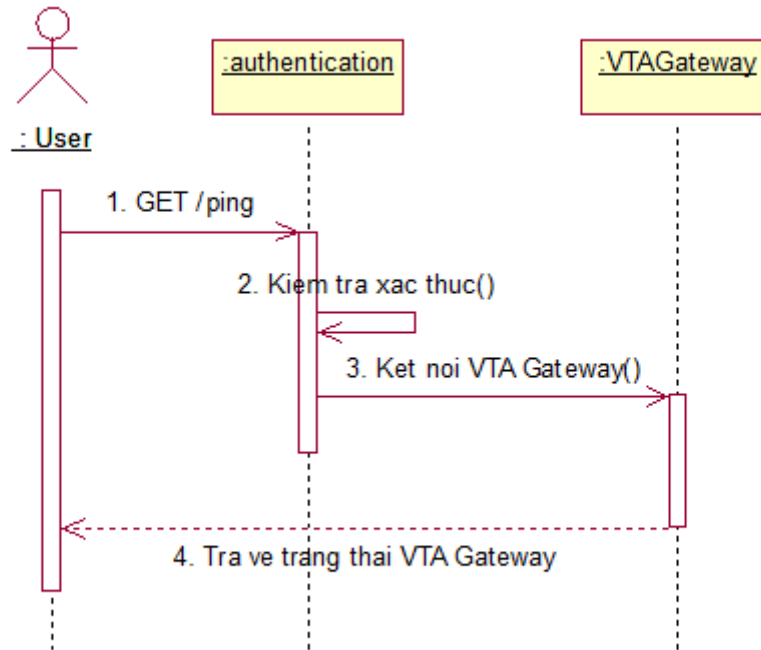 :authentication
:VTAGateway
: User
1. GET /ping
2. Kiem tra xac thuc()
3. Ket noi VTA Gateway()
4. Tra ve trang thai VTA Gateway